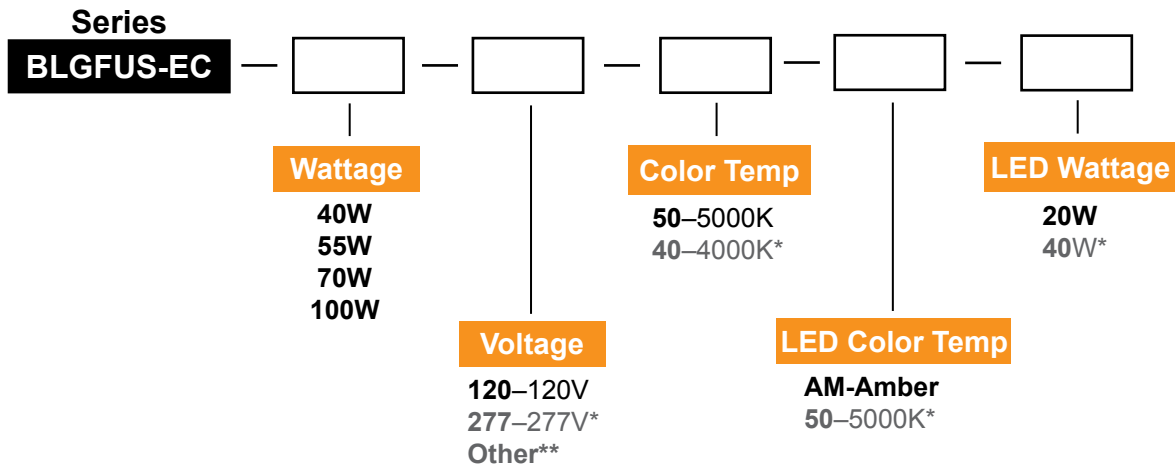 Series
BLGFUS-EC
Wattage
40W
55W
70W
100W
Voltage
120–120V
277–277V*
Other**
Color Temp
50–5000K
40–4000K*
LED Color Temp
AM-Amber
50–5000K*
LED Wattage
20W
40W*